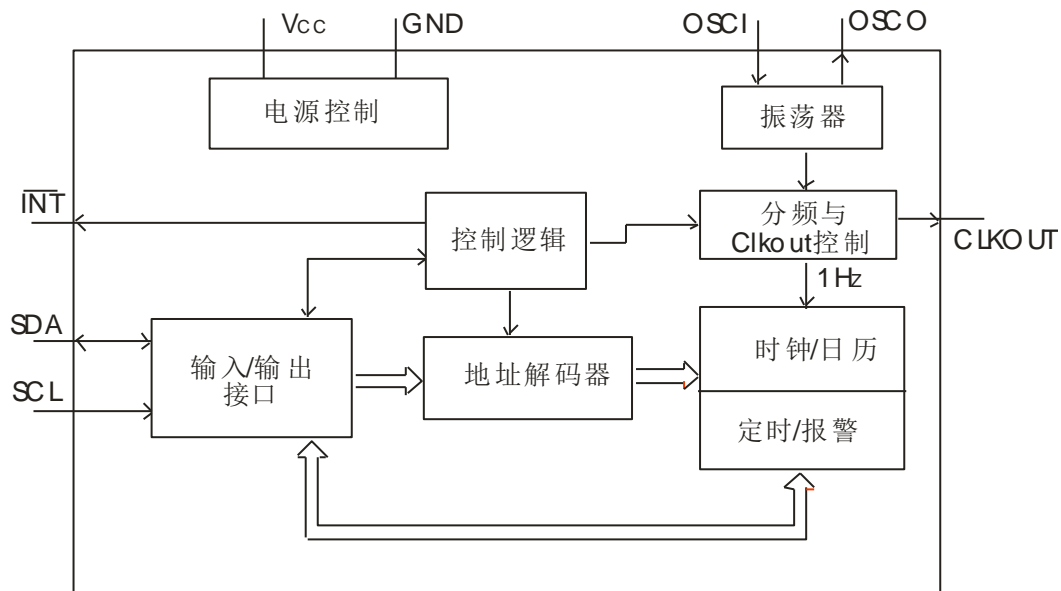 Vcc
GND
OSCI
OSCO
电源控制
振荡器
INT
控制逻辑
分频与
Clkout控制
CLKOUT
1Hz
SDA
输入/输出
接口
地址解码器
时钟/日历
SCL
定时/报警